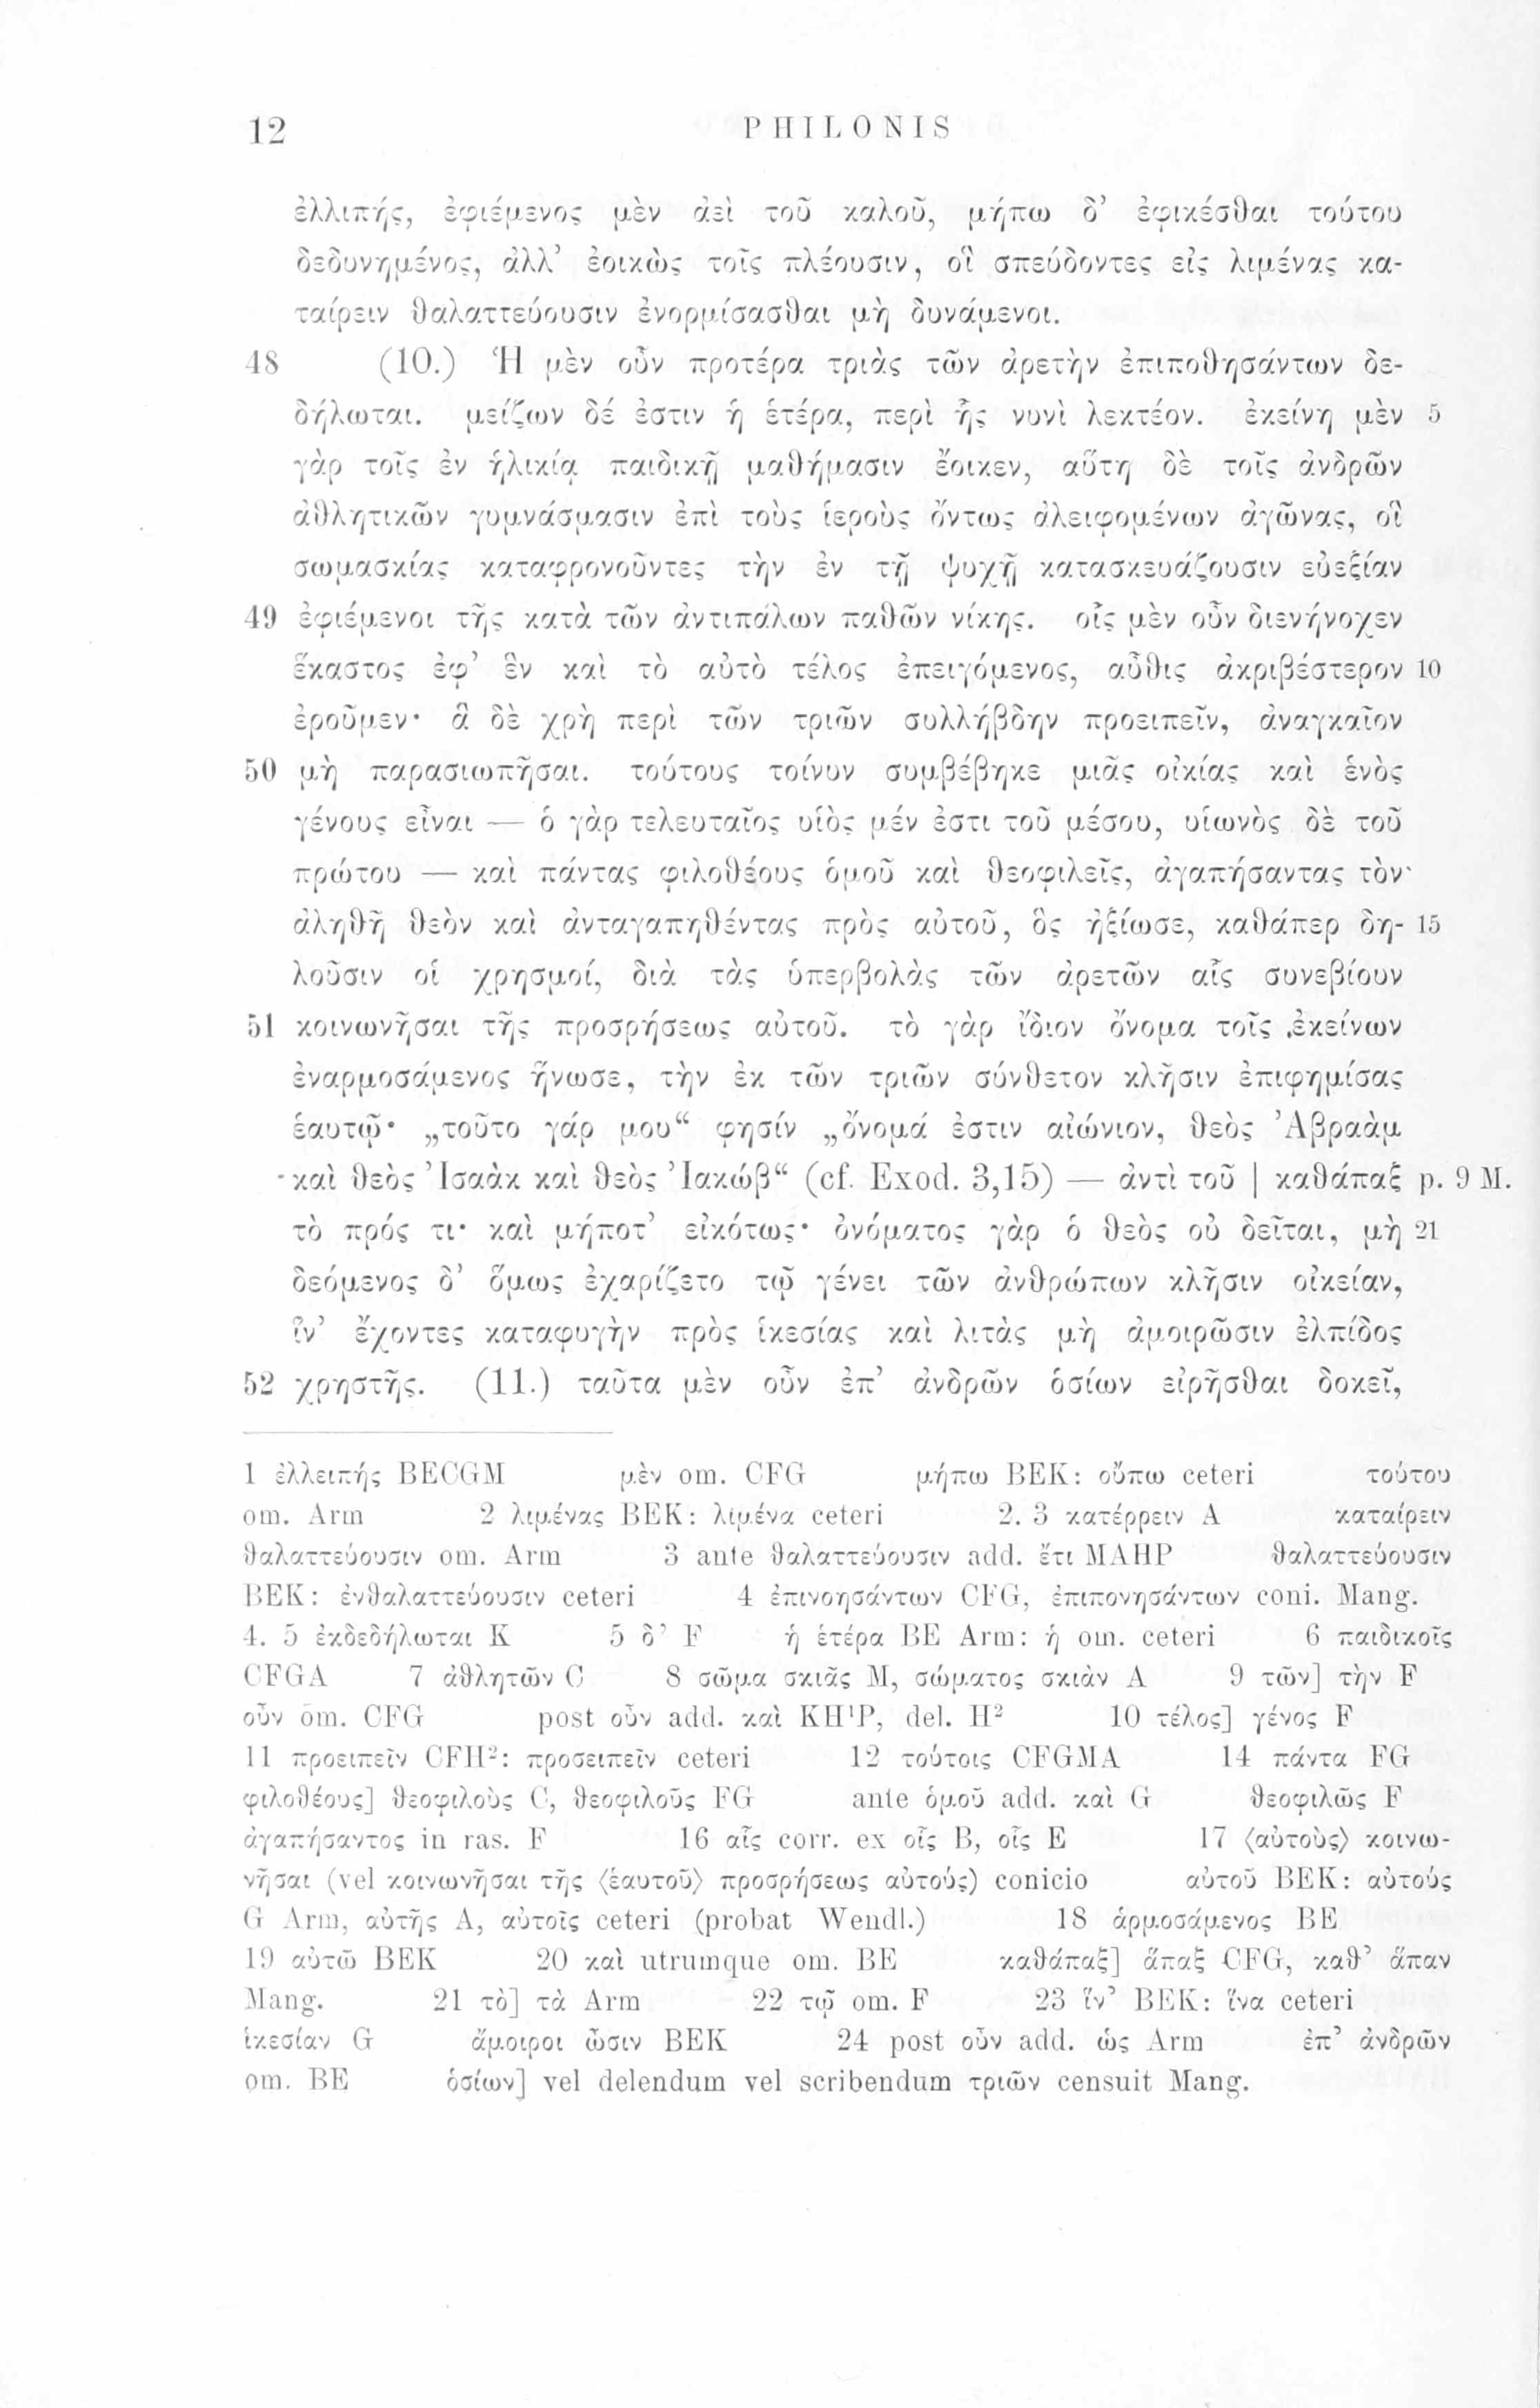 12 PHILONIS
ἐλλιπής, ἐφιέμενος μὲν ἀεὶ τοῦ καλοῦ, μήπω δ’ ἐφικέσθαι τούτου
δεδυνημένος, ἀλλ’ ἐοικὼς τοῖς πλέουσιν, οἳ σπεύδοντες εἰς λιμένας κα-
ταίρειν θαλαττεύουσιν ἐνορμίσασθαι μὴ δυνάμενοι.
48 (10.) Ἡ μὲν οὖν προτέρα τριὰς τῶν ἀρετὴν ἐπιποθησάντων δε-
δήλωται. μείζων δέ ἐστιν ἡ ἑτέρα, περὶ ἧς νυνὶ λεκτέον. ἐκείνη μὲν 5
γὰρ τοῖς ἐν ἡλικίᾳ παιδικῇ μαθήμασιν ἔοικεν, αὕτη δὲ τοῖς ἀνδρῶν
ἀθλητικῶν γυμνάσμασιν ἐπὶ τοὺς ἱεροὺς ὄντως ἀλειφομένων ἀγῶνας, οἳ
σωμασκίας καταφρονοῦντες τὴν ἐν τῇ ψυχῇ κατασκευάζουσιν εὐεξίαν
49 ἐφιέμενοι τῆς κατὰ τῶν ἀντιπάλων παθῶν νίκης. οἷς μὲν οὖν διενήνοχεν
ἕκαστος ἐφ’ ἓν καὶ τὸ αὐτὸ τέλος ἐπειγόμενος, αὖθις ἀκριβέστερον 10
ἐροῦμεν· ἃ δὲ χρὴ περὶ τῶν τριῶν συλλήβδην προειπεῖν, ἀναγκαῖον
50 μὴ παρασιωπῆσαι. τούτους τοίνυν συμβέβηκε μιᾶς οἰκίας καὶ ἑνὸς
γένους εἶναι — ὁ γὰρ τελευταῖος υἱὸς μέν ἐστι τοῦ μέσου, υἱωνὸς δὲ τοῦ
πρώτου — καὶ πάντας φιλοθέους ὁμοῦ καὶ θεοφιλεῖς, ἀγαπήσαντας τὸν
ἀληθῆ θεὸν καὶ ἀνταγαπηθέντας πρὸς αὐτοῦ, ὃς ἠξίωσε, καθάπερ δη- 15
λοῦσιν οἱ χρησμοί, διὰ τὰς ὑπερβολὰς τῶν ἀρετῶν αἷς συνεβίουν
51 κοινωνῆσαι τῆς προσρήσεως αὐτοῦ. τὸ γὰρ ἴδιον ὄνομα τοῖς ἐκείνων
ἐναρμοσάμενος ἥνωσε, τὴν ἐκ τῶν τριῶν σύνθετον κλῆσιν ἐπιφημίσας
ἑαυτῷ· „τοῦτο γάρ μου“ φησίν „ὄνομά ἐστιν αἰώνιον, θεὸς Ἀβραὰμ
καὶ θεὸς Ἰσαὰκ καὶ θεὸς Ἰακώβ“ (cf. Exod. 3,15) — ἀντὶ τοῦ | καθάπαξ p. 9 M.
τὸ πρός τι· καὶ μήποτ’ εἰκότως· ὀνόματος γὰρ ὁ θεὸς οὐ δεῖται, μὴ 21
δεόμενος δ’ ὅμως ἐχαρίζετο τῷ γένει τῶν ἀνθρώπων κλῆσιν οἰκείαν,
ἵν’ ἔχοντες καταφυγὴν πρὸς ἱκεσίας καὶ λιτὰς μὴ ἀμοιρῶσιν ἐλπίδος
52 χρηστῆς. (11.) ταῦτα μὲν οὖν ἐπ’ ἀνδρῶν ὁσίων εἰρῆσθαι δοκεῖ,
1 ἐλλειπής BECGM μὲν om. CFG μήπω BEK: οὔπω ceteri τούτου
om. Arm 2 λιμένας BEK: λιμένα ceteri 2. 3 κατέρρειν A καταίρειν
θαλαττεύουσιν om. Arm 3 ante θαλαττεύουσιν add. ἔτι MAHP θαλαττεύουσιν
BEK: ἐνθαλαττεύουσιν ceteri 4 ἐπινοησάντων CFG, ἐπιπονησάντων coni. Mang.
4. 5 ἐκδεδήλωται K 5 δ’ F ἡ ἑτέρα BE Arm: ἡ om. ceteri 6 παιδικοῖς
CFGA 7 ἀθλητῶν C 8 σῶμα σκιᾶς M, σώματος σκιὰν A 9 τῶν] τὴν F
οὖν om. CFG post οὖν add. καὶ KH¹P, del. H² 10 τέλος] γένος F
11 προειπεῖν CFH²: προσειπεῖν ceteri 12 τούτοις CFGMA 14 πάντα FG
φιλοθέους] θεοφιλοὺς C, θεοφιλοῦς FG ante ὁμοῦ add. καὶ G θεοφιλῶς F
ἀγαπήσαντος in ras. F 16 αἷς corr. ex οἷς B, οἷς E 17 ⟨αὐτοὺς⟩ κοινω-
νῆσαι (vel κοινωνῆσαι τῆς ⟨ἑαυτοῦ⟩ προσρήσεως αὐτούς) conicio αὐτοῦ BEK: αὐτούς
G Arm, αὐτῆς A, αὐτοῖς ceteri (probat Wendl.) 18 ἁρμοσάμενος BE
19 αὐτῶ BEK 20 καὶ utrumque om. BE καθάπαξ] ἅπαξ CFG, καθ’ ἅπαν
Mang. 21 τὸ] τὰ Arm 22 τῷ om. F 23 ἵν’ BEK: ἵνα ceteri
ἱκεσίαν G ἄμοιροι ὦσιν BEK 24 post οὖν add. ὡς Arm ἐπ’ ἀνδρῶν
om. BE ὁσίων] vel delendum vel scribendum τριῶν censuit Mang.